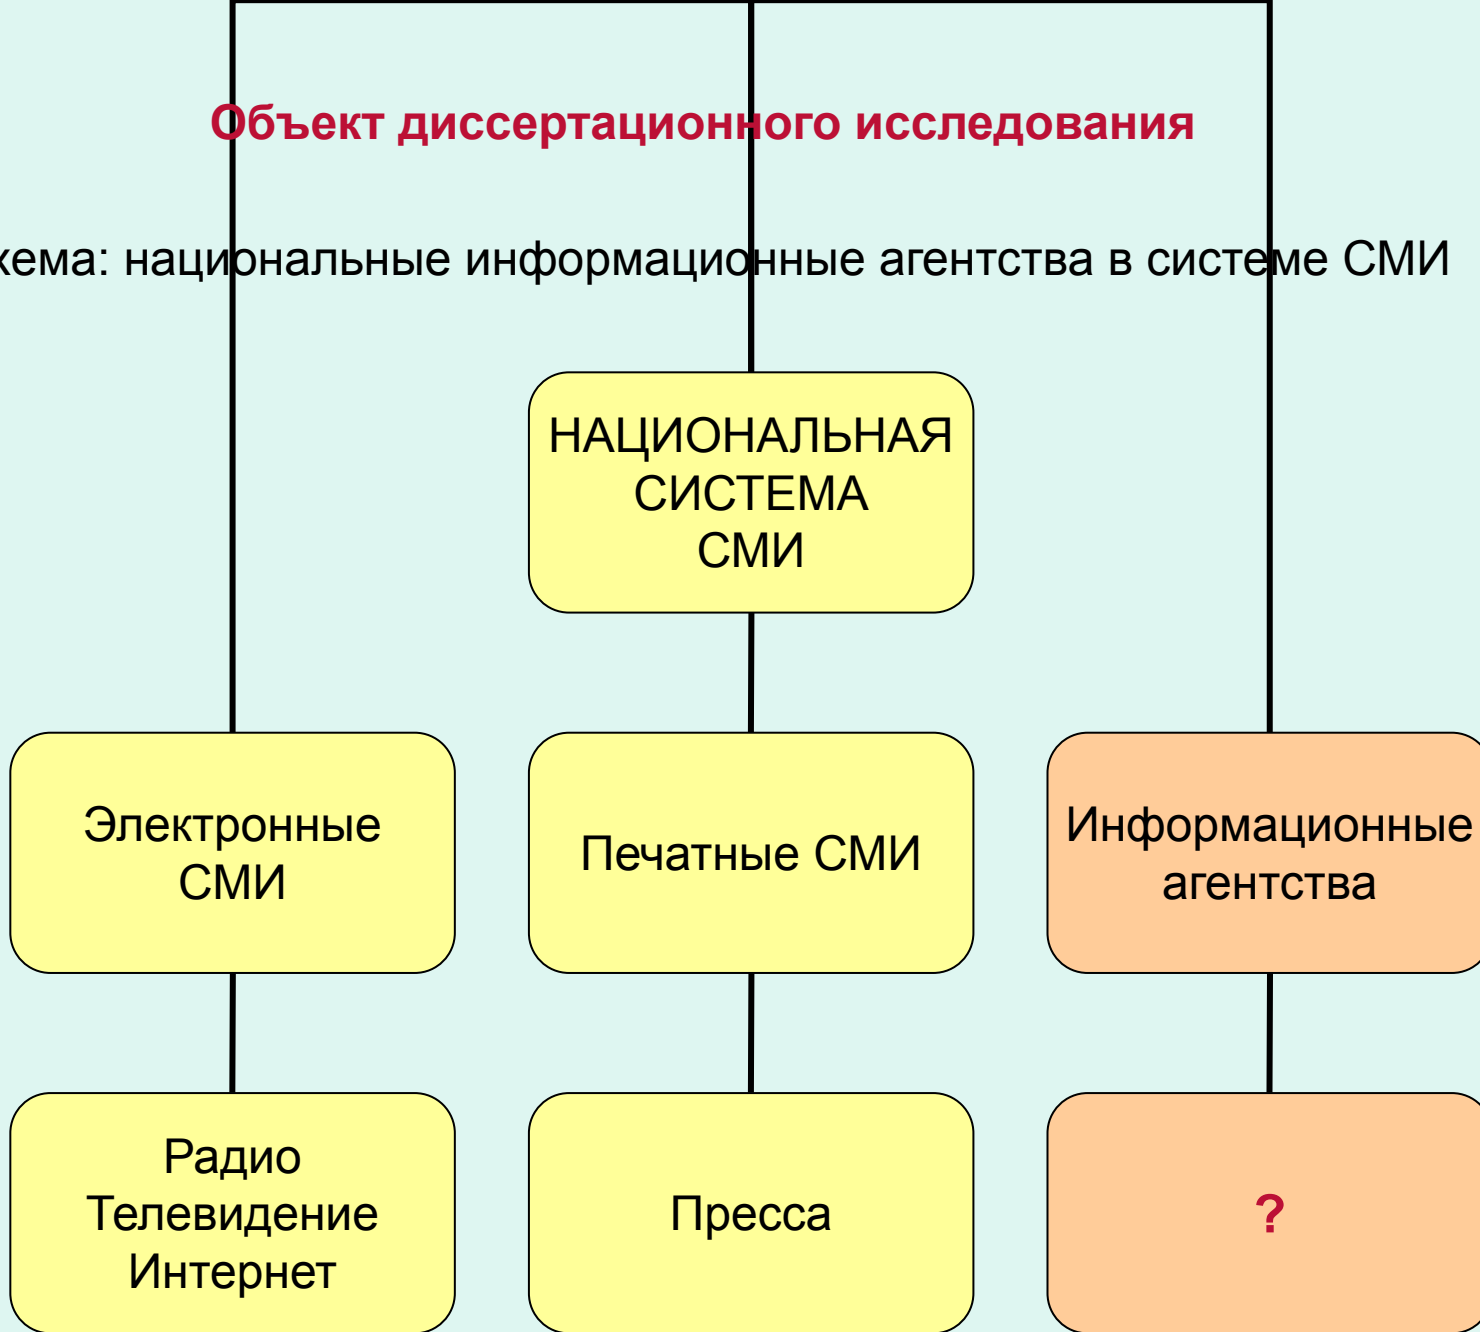 Объект диссертационного исследования
хема: национальные информационные агентства в системе СМИ
НАЦИОНАЛЬНАЯ
СИСТЕМА
СМИ
Электронные
СМИ
Печатные СМИ
Информационные
агентства
Радио
Телевидение
Интернет
Пресса
?